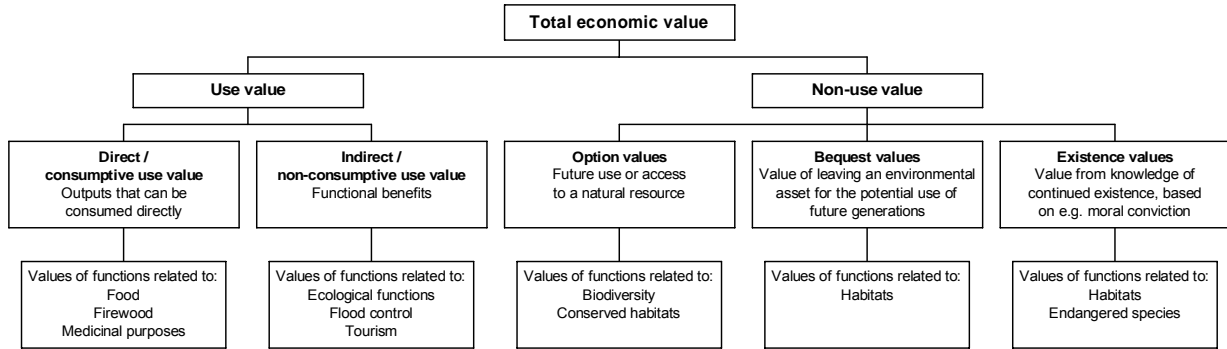 Total economic value
Use value
Non-use value
Direct /
consumptive use value
Outputs that can be
consumed directly
Indirect /
non-consumptive use value
Functional benefits
Option values
Future use or access
to a natural resource
Bequest values
Value of leaving an environmental
asset for the potential use of
future generations
Existence values
Value from knowledge of
continued existence, based
on e.g. moral conviction
Values of functions related to:
Food
Firewood
Medicinal purposes
Values of functions related to:
Ecological functions
Flood control
Tourism
Values of functions related to:
Biodiversity
Conserved habitats
Values of functions related to:
Habitats
Values of functions related to:
Habitats
Endangered species